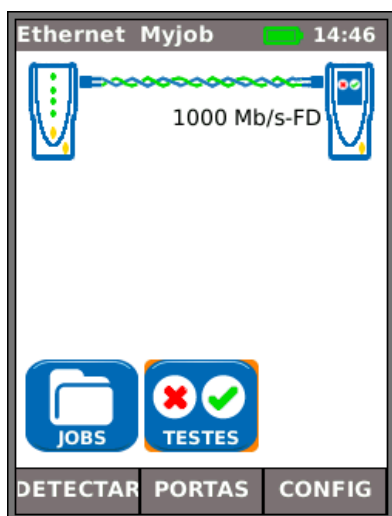 Ethernet Myjob 14:46
1000 Mb/s-FD
JOBS TESTES
DETECTAR PORTAS CONFIG